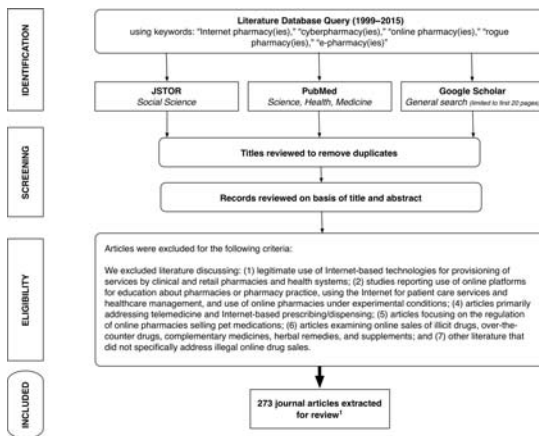 IDENTIFICATION
Literature Database Query (1999–2015)
using keywords: "Internet pharmacy(ies)," "cyberpharmacy(ies)," "online pharmacy(ies)," "rogue
pharmacy(ies)," "e-pharmacy(ies)"
JSTOR
Social Science
PubMed
Science, Health, Medicine
Google Scholar
General search (limited to first 20 pages)
SCREENING
Titles reviewed to remove duplicates
Records reviewed on basis of title and abstract
ELIGIBILITY
Articles were excluded for the following criteria:
We excluded literature discussing: (1) legitimate use of Internet-based technologies for provisioning of
services by clinical and retail pharmacies and health systems; (2) studies reporting use of online platforms
for education about pharmacies or pharmacy practice, using the Internet for patient care services and
healthcare management, and use of online pharmacies under experimental conditions; (4) articles primarily
addressing telemedicine and Internet-based prescribing/dispensing; (5) articles focusing on the regulation
of online pharmacies selling pet medications; (6) articles examining online sales of illicit drugs, over-the-
counter drugs, complementary medicines, herbal remedies, and supplements; and (7) other literature that
did not specifically address illegal online drug sales.
INCLUDED
273 journal articles extracted
for review¹